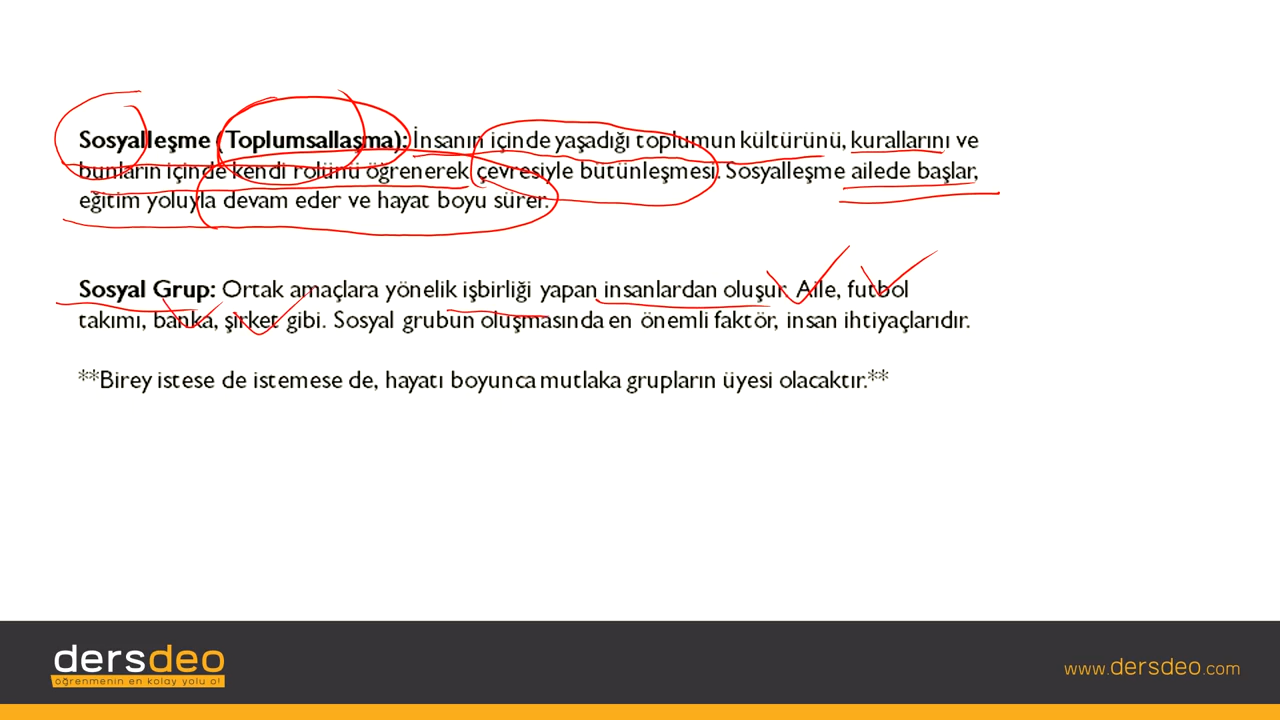 Sosyalleşme (Toplumsallaşma): İnsanın içinde yaşadığı toplumun kültürünü, kurallarını ve
bunların içinde kendi rolünü öğrenerek çevresiyle bütünleşmesi. Sosyalleşme ailede başlar,
eğitim yoluyla devam eder ve hayat boyu sürer.
Sosyal Grup: Ortak amaçlara yönelik işbirliği yapan insanlardan oluşur. Aile, futbol
takımı, banka, şirket gibi. Sosyal grubun oluşmasında en önemli faktör, insan ihtiyaçlarıdır.
**Birey istese de istemese de, hayatı boyunca mutlaka grupların üyesi olacaktır.**
dersdeo
öğrenmenin en kolay yolu o!
www.dersdeo.com